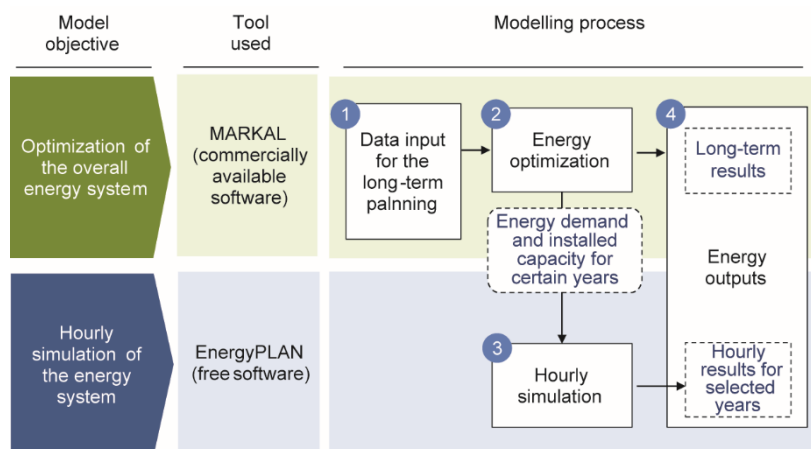 Model
objective
Tool
used
Modelling process
Optimization of
the overall
energy system
MARKAL
(commercially
available
software)
1
Data input
for the
long-term
palnning
2
Energy
optimization
4
Long-term
results
Energy demand
and installed
capacity for
certain years
Energy
outputs
Hourly
simulation of
the energy
system
EnergyPLAN
(free software)
3
Hourly
simulation
Hourly
results for
selected
years